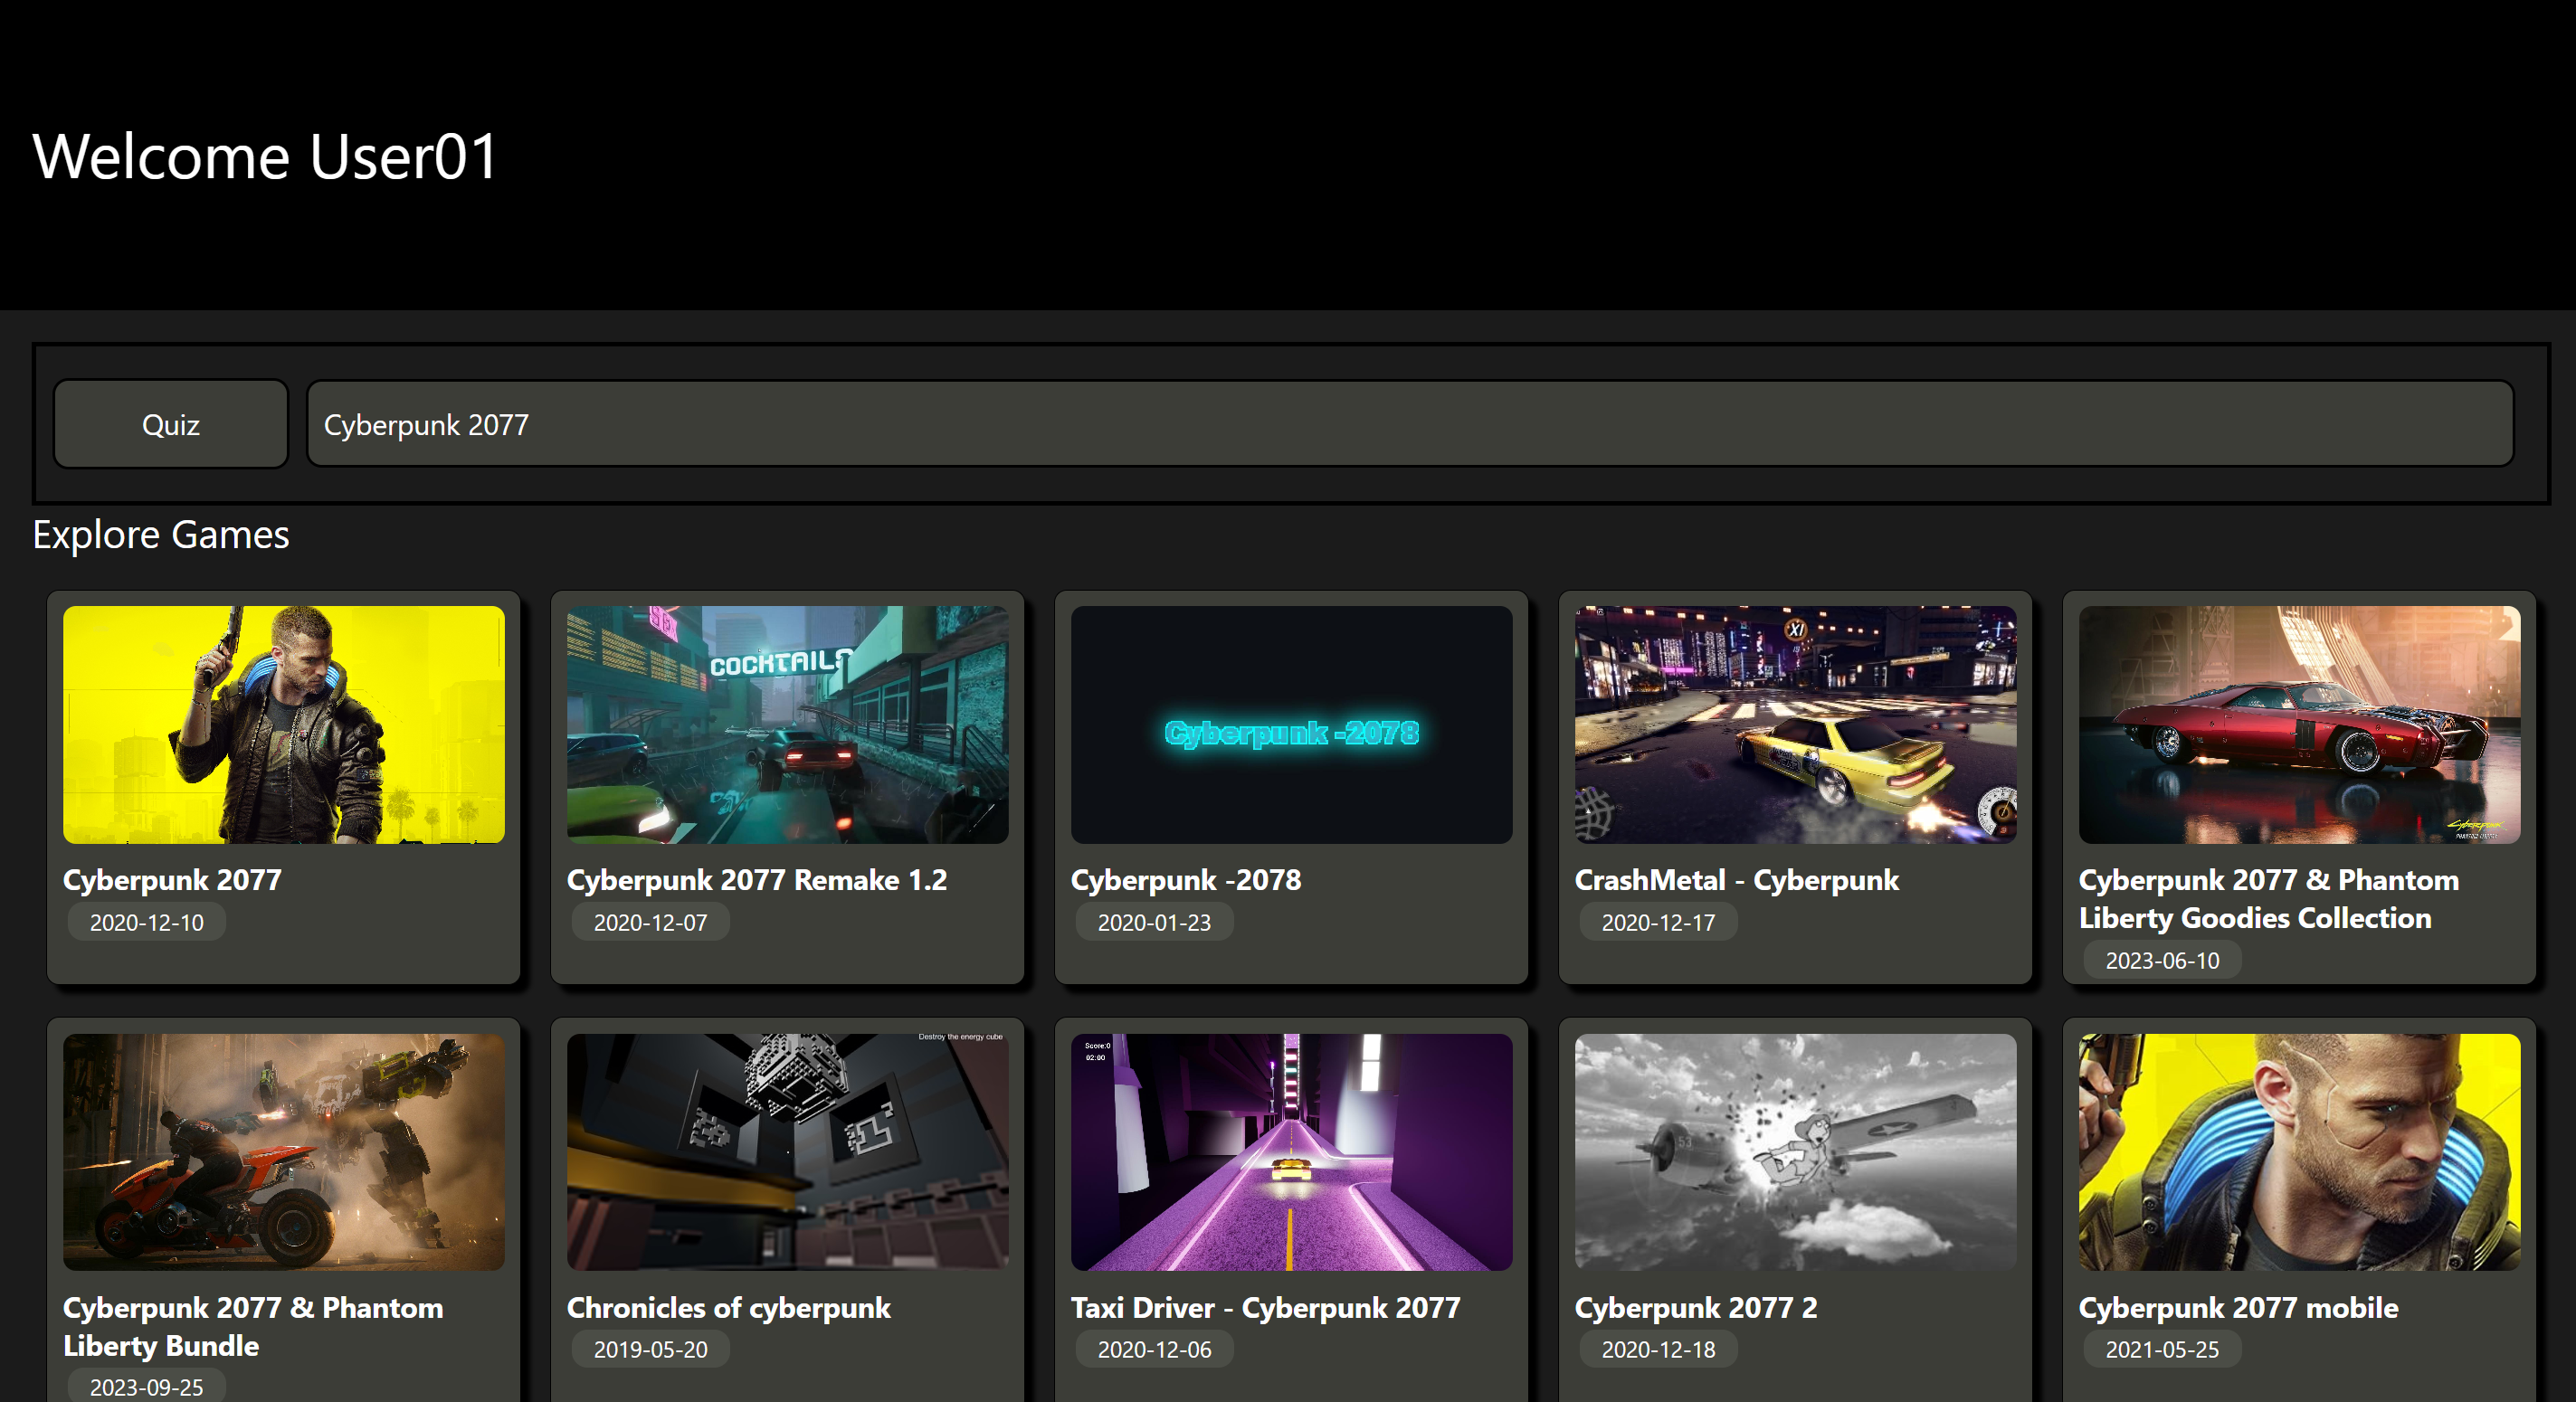 Welcome User01
Quiz
Cyberpunk 2077
Explore Games
COCKTAILS
Cyberpunk -2078
XI
Cyberpunk 2077
2020-12-10
Cyberpunk 2077 Remake 1.2
2020-12-07
Cyberpunk -2078
2020-01-23
CrashMetal - Cyberpunk
2020-12-17
Cyberpunk 2077 & Phantom
Liberty Goodies Collection
2023-06-10
Destroy the energy cube
Score:0
02:00
53
Cyberpunk 2077 & Phantom
Liberty Bundle
2023-09-25
Chronicles of cyberpunk
2019-05-20
Taxi Driver - Cyberpunk 2077
2020-12-06
Cyberpunk 2077 2
2020-12-18
Cyberpunk 2077 mobile
2021-05-25